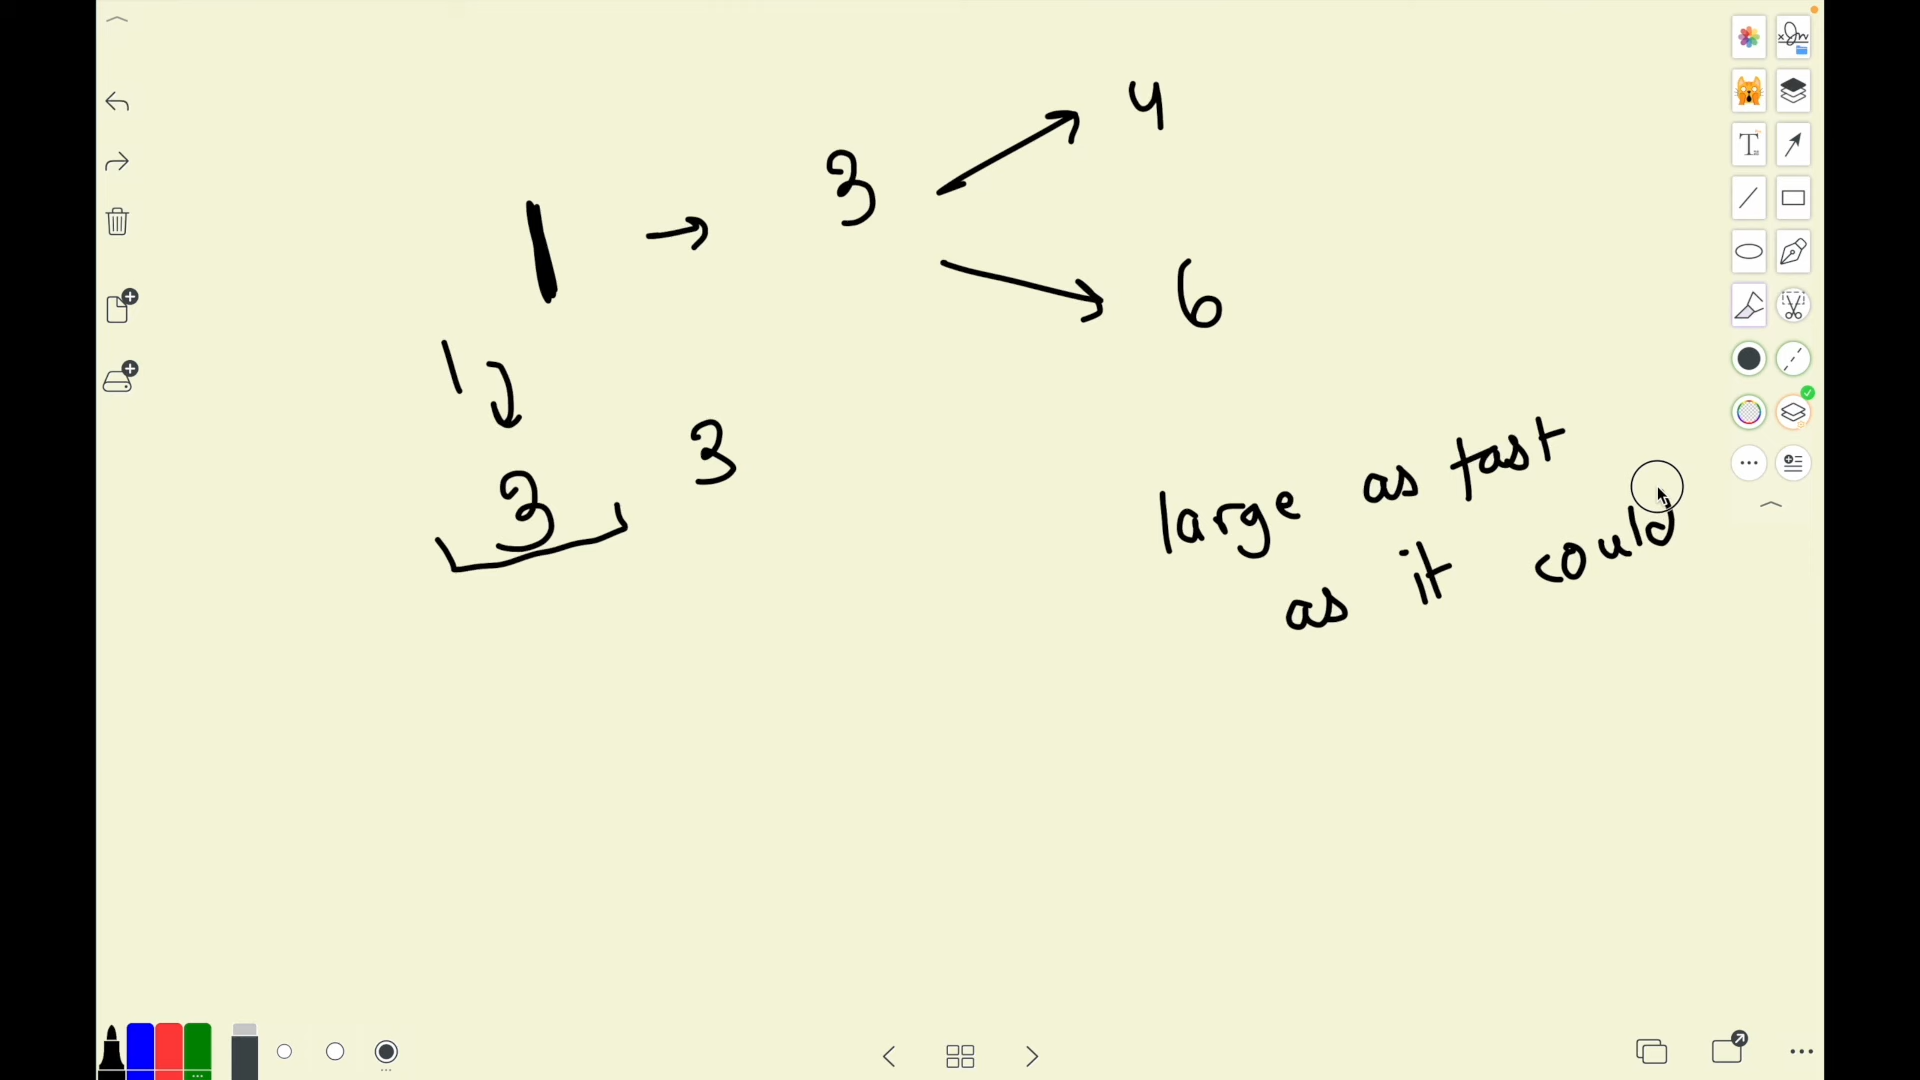 1 → 3 → 4
→ 6
1
3 3
large as fast
as it could